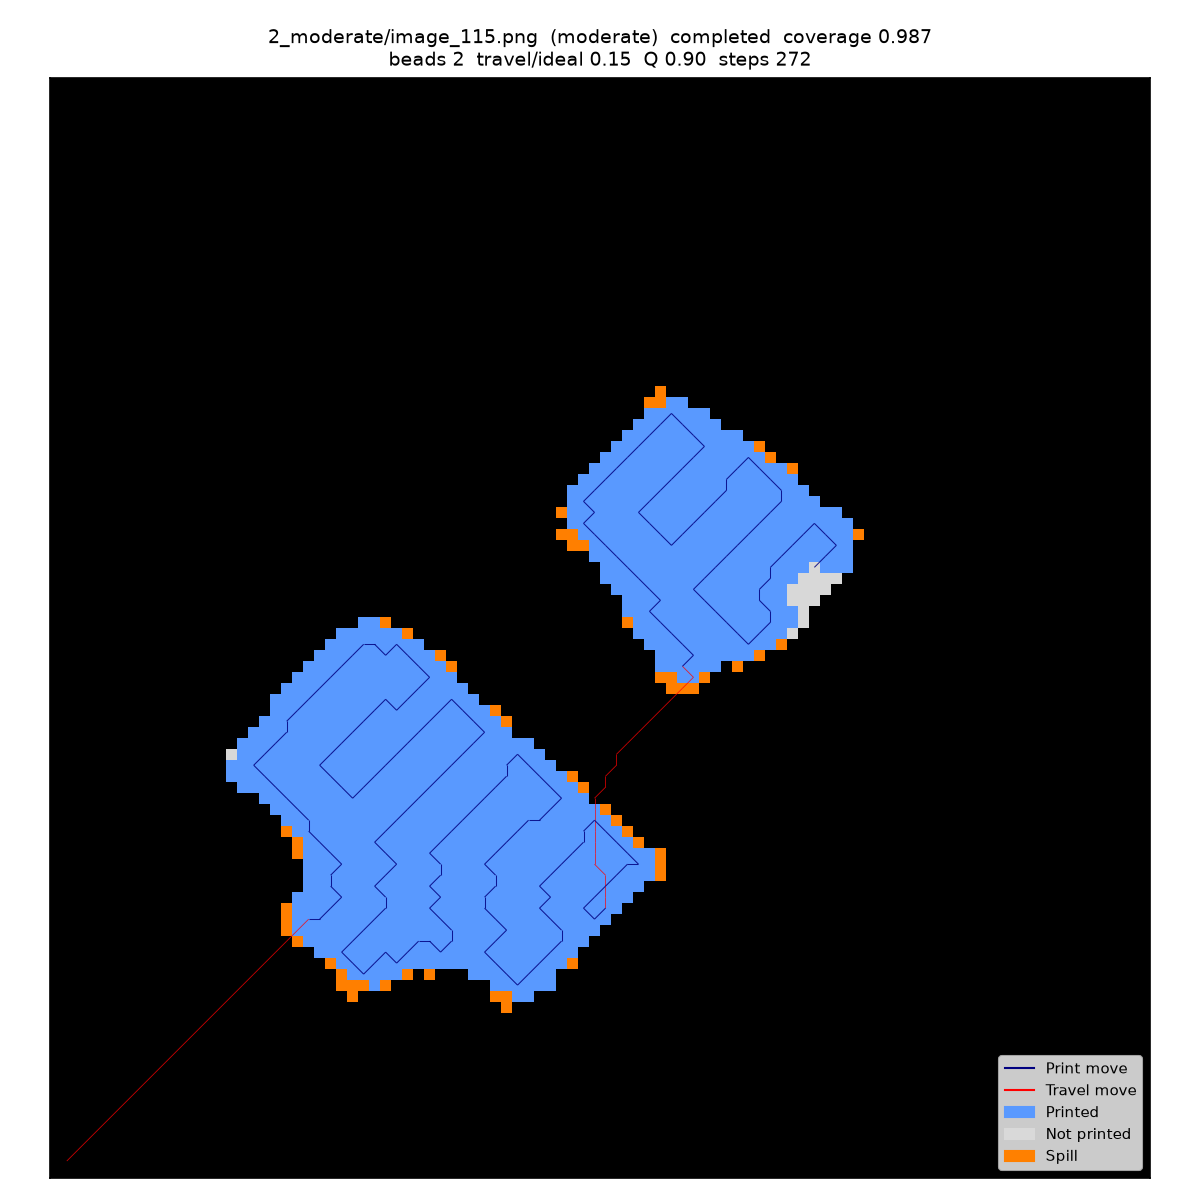 2_moderate/image_115.png  (moderate)  completed  coverage 0.987
beads 2  travel/ideal 0.15  Q 0.90  steps 272
Print move
Travel move
Printed
Not printed
Spill